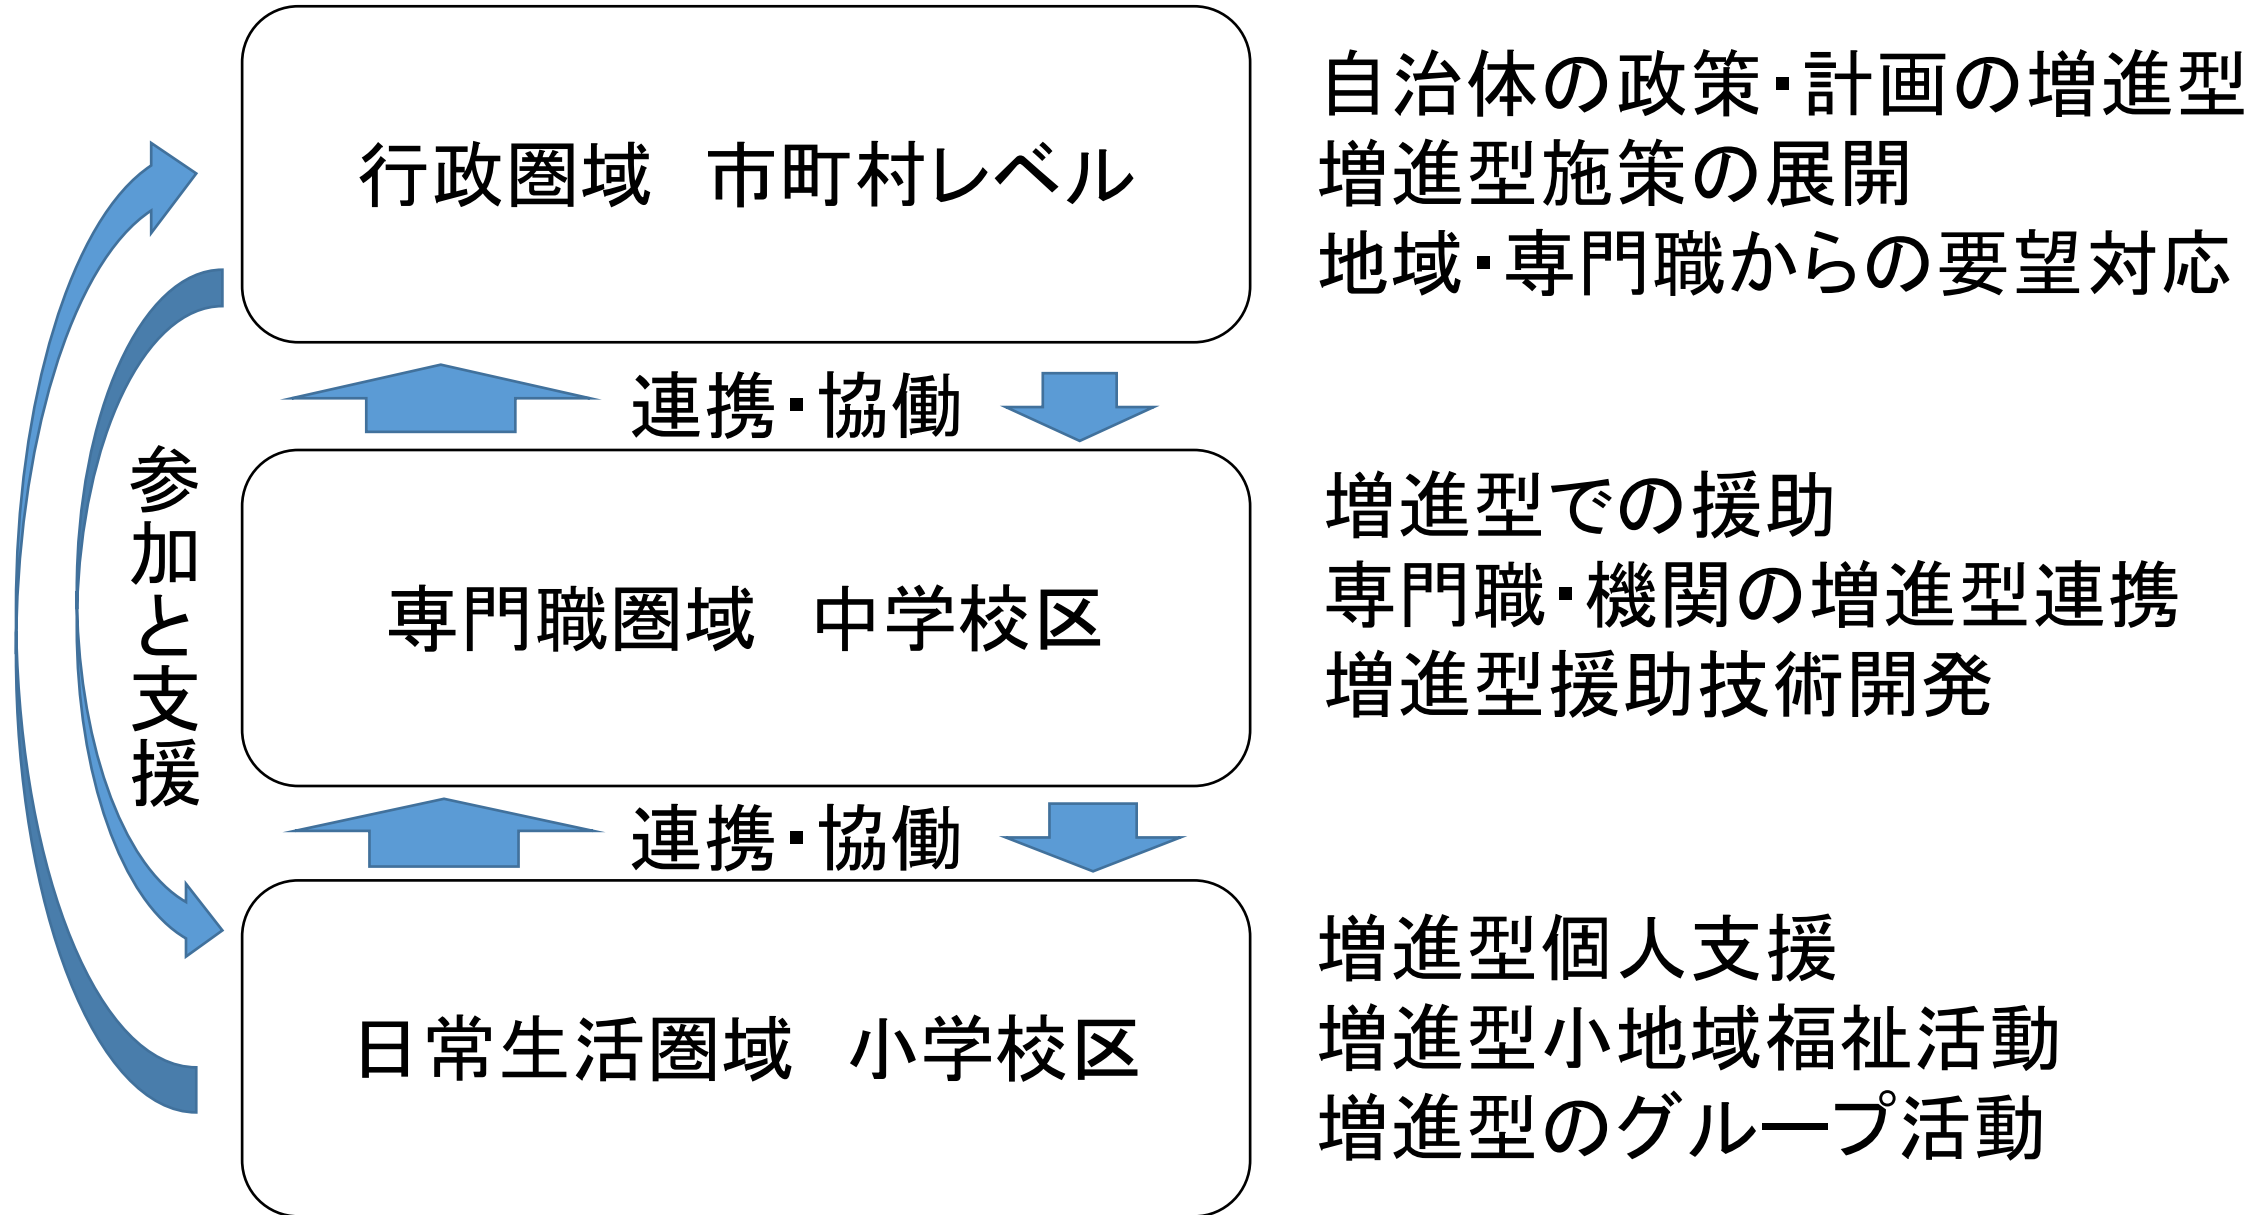 行政圏域　市町村レベル
自治体の政策・計画の増進型
増進型施策の展開
地域・専門職からの要望対応
連携・協働
参加と支援
専門職圏域　中学校区
増進型での援助
専門職・機関の増進型連携
増進型援助技術開発
連携・協働
日常生活圏域　小学校区
増進型個人支援
増進型小地域福祉活動
増進型のグループ活動